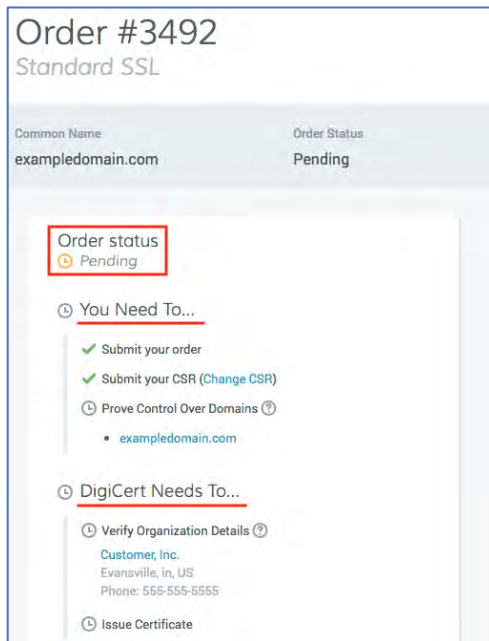 Order #3492
Standard SSL
Common Name Order Status
exampledomain.com Pending
Order status
Pending
You Need To...
Submit your order
Submit your CSR (Change CSR)
Prove Control Over Domains ?
• exampledomain.com
DigiCert Needs To...
Verify Organization Details ?
Customer, Inc.
Evansville, in, US
Phone: 555-555-5555
Issue Certificate